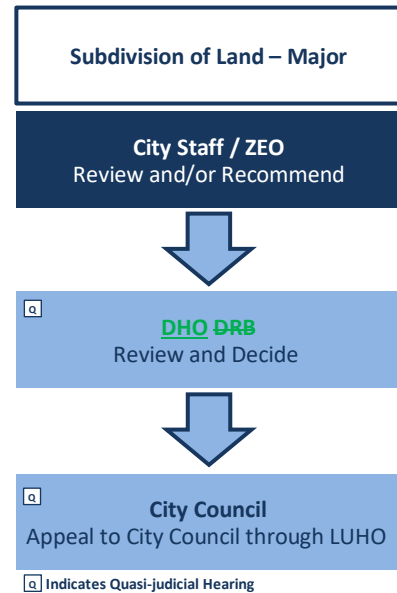 Subdivision of Land – Major
City Staff / ZEO
Review and/or Recommend
Q
DHO DRB
Review and Decide
Q
City Council
Appeal to City Council through LUHO
Q Indicates Quasi-judicial Hearing